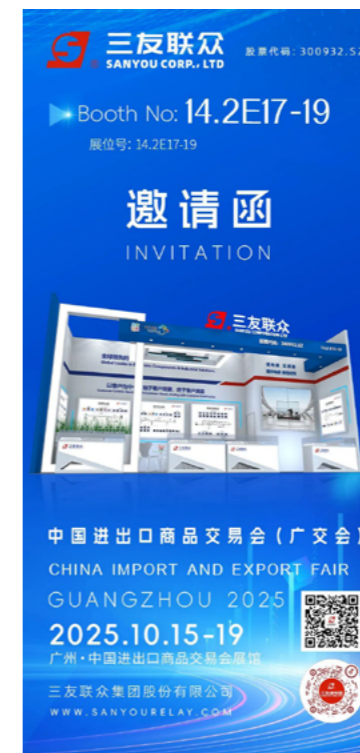 三友联众
SANYOU CORP., LTD
股票代码: 300932.SZ
Booth No: 14.2E17-19
展位号: 14.2E17-19
邀请函
INVITATION
三友联众
中国进出口商品交易会(广交会)
CHINA IMPORT AND EXPORT FAIR
GUANGZHOU 2025
2025.10.15-19
广州·中国进出口商品交易会展馆
三友联众集团股份有限公司
WWW.SANYOURELAY.COM